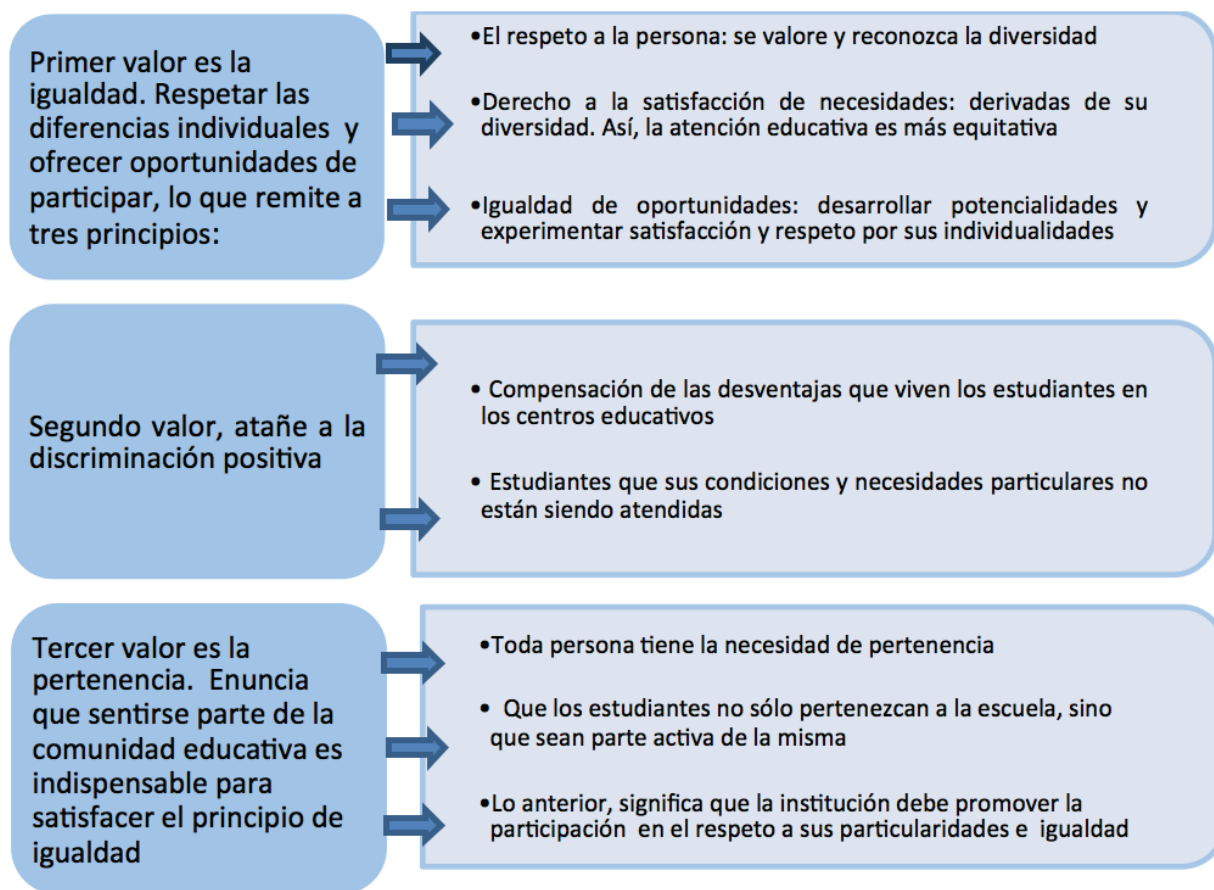 Primer valor es la
igualdad. Respetar las
diferencias individuales y
ofrecer oportunidades de
participar, lo que remite a
tres principios:
•El respeto a la persona: se valore y reconozca la diversidad
•Derecho a la satisfacción de necesidades: derivadas de su
diversidad. Así, la atención educativa es más equitativa
•Igualdad de oportunidades: desarrollar potencialidades y
experimentar satisfacción y respeto por sus individualidades
Segundo valor, atañe a la
discriminación positiva
• Compensación de las desventajas que viven los estudiantes en
los centros educativos
• Estudiantes que sus condiciones y necesidades particulares no
están siendo atendidas
Tercer valor es la
pertenencia. Enuncia
que sentirse parte de la
comunidad educativa es
indispensable para
satisfacer el principio de
igualdad
•Toda persona tiene la necesidad de pertenencia
• Que los estudiantes no sólo pertenezcan a la escuela, sino
que sean parte activa de la misma
•Lo anterior, significa que la institución debe promover la
participación en el respeto a sus particularidades e igualdad